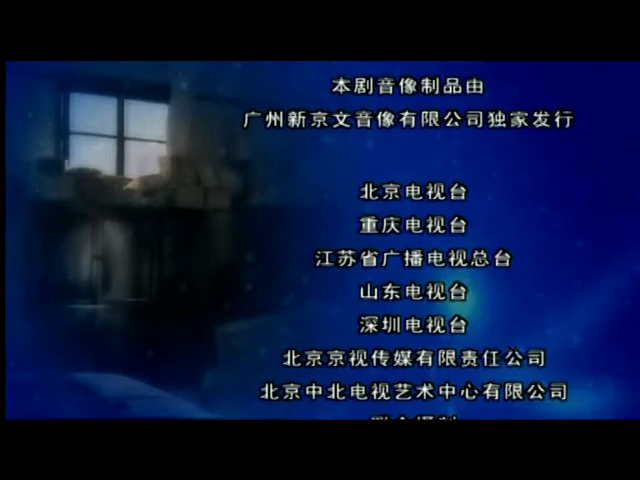 本剧音像制品由
广州新京文音像有限公司独家发行
北京电视台
重庆电视台
江苏省广播电视总台
山东电视台
深圳电视台
北京京视传媒有限责任公司
北京中北电视艺术中心有限公司